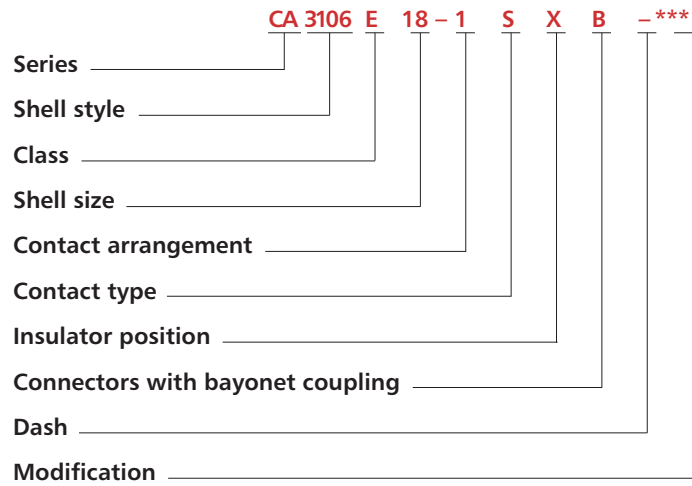 CA 3106 E 18 – 1 S X B – ***
Series
Shell style
Class
Shell size
Contact arrangement
Contact type
Insulator position
Connectors with bayonet coupling
Dash
Modification